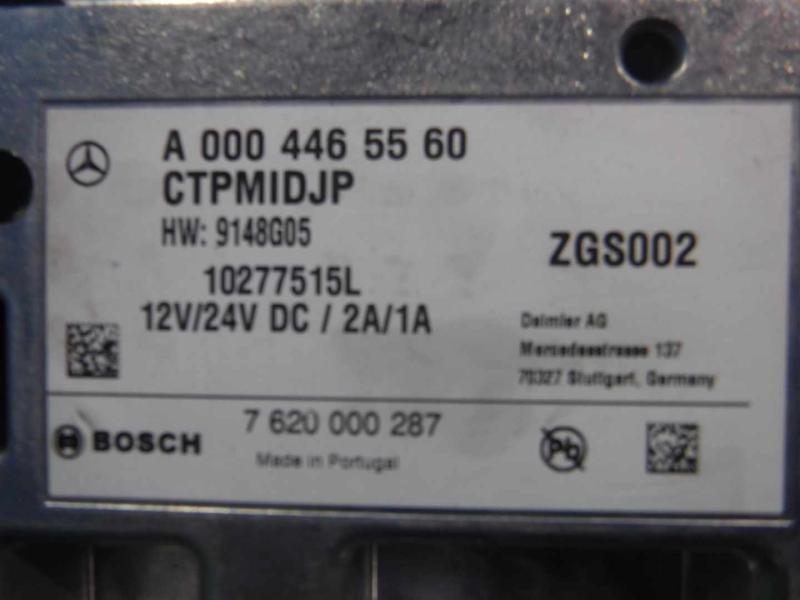 A 000 446 55 60
CTPMIDJP
HW: 9148G05
ZGS002
10277515L
12V/24V DC / 2A/1A
Daimler AG
Mercedesstrasse 137
70327 Stuttgart, Germany
BOSCH
7 620 000 287
Made in Portugal
Pb